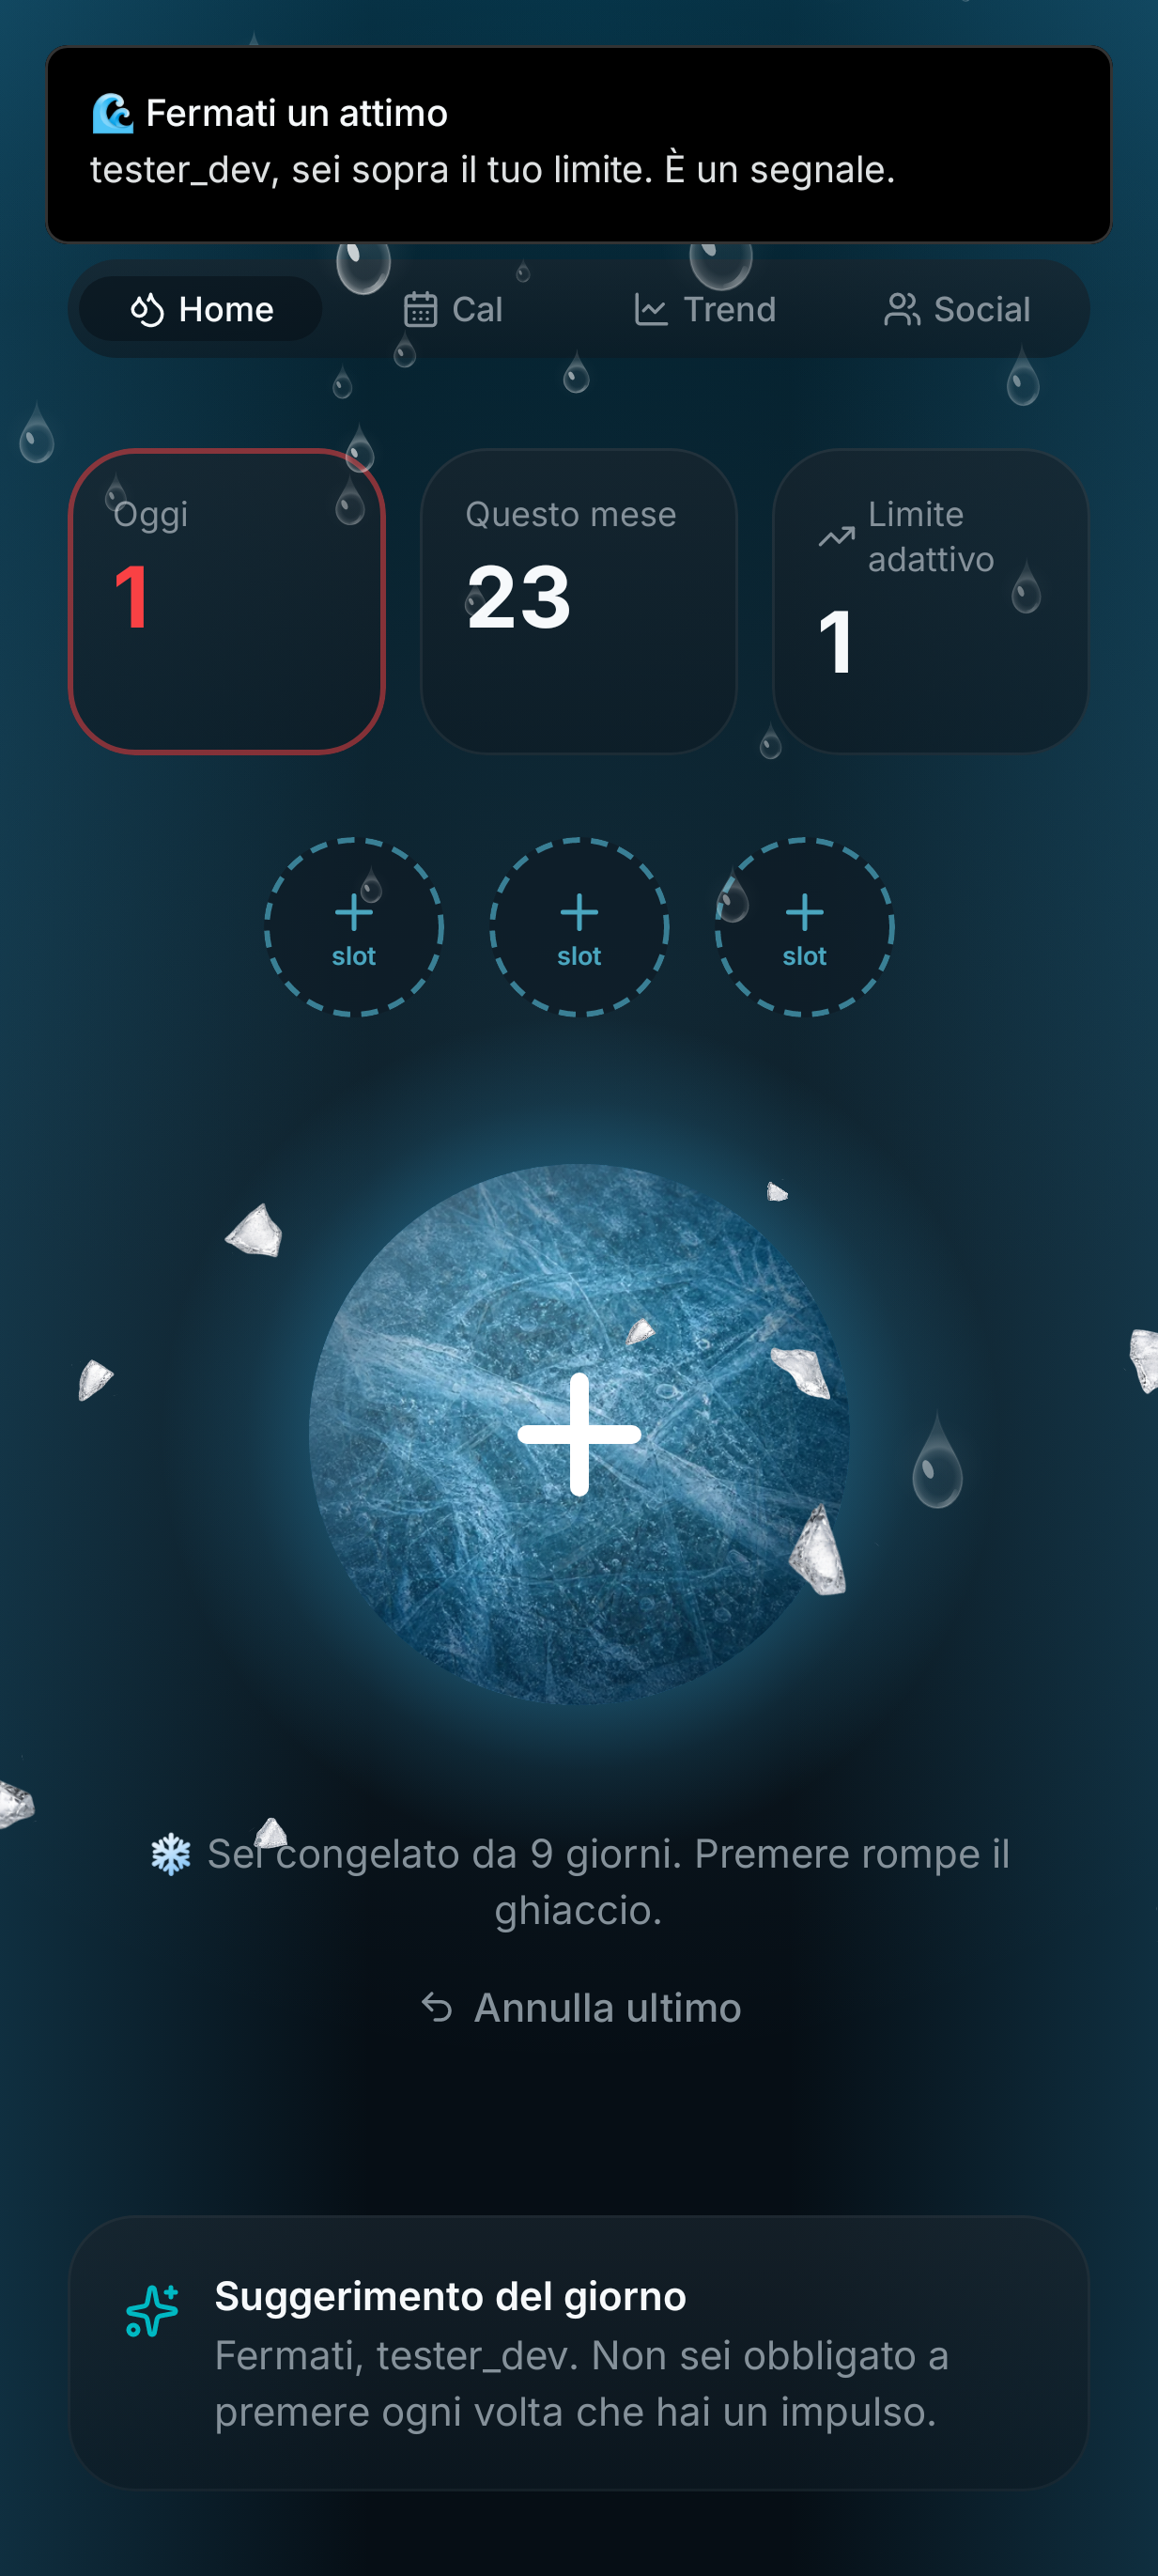 🌊 Fermati un attimo
tester_dev, sei sopra il tuo limite. È un segnale.
Home
Cal
Trend
Social
Oggi
1
Questo mese
23
Limite
adattivo
1
slot
slot
slot
❄️ Sei congelato da 9 giorni. Premere rompe il
ghiaccio.
Annulla ultimo
Suggerimento del giorno
Fermati, tester_dev. Non sei obbligato a
premere ogni volta che hai un impulso.